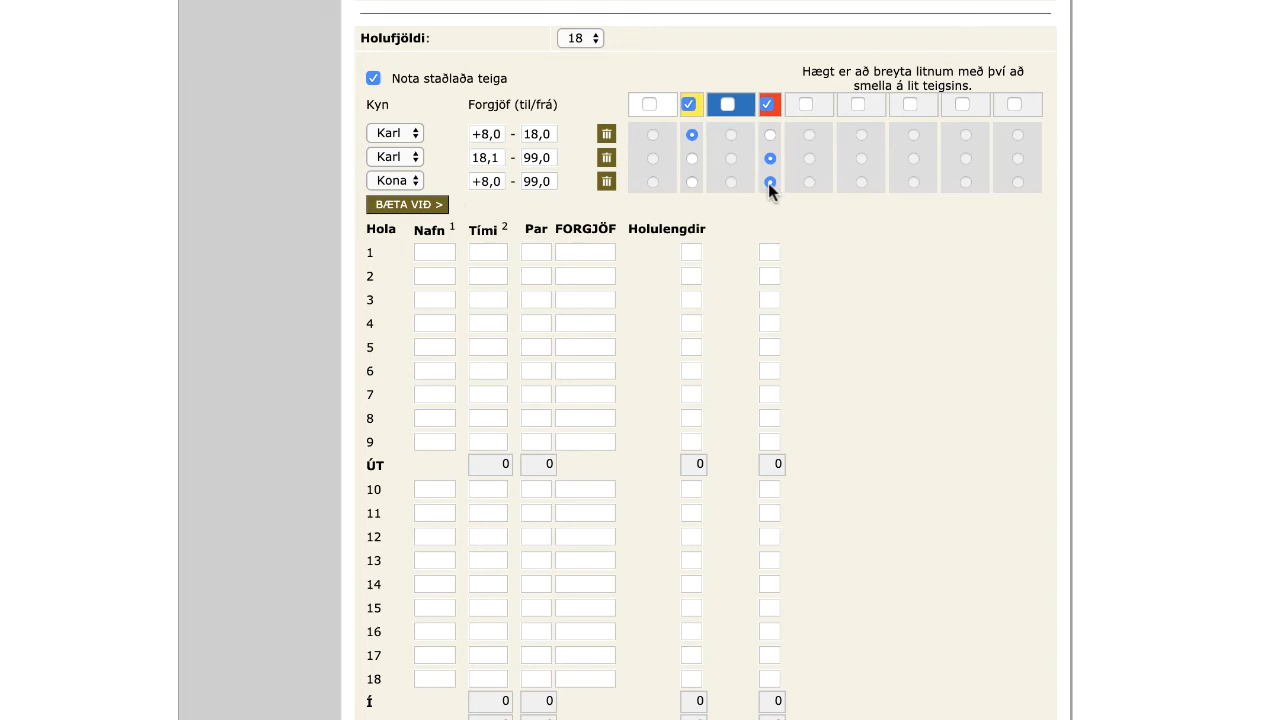 Holufjöldi: 18
Hægt er að breyta litnum með því að
smella á lit teigsins.
Nota staðlaða teiga
Kyn Forgjöf (til/frá)
Karl +8,0 - 18,0
Karl 18,1 - 99,0
Kona +8,0 - 99,0
BÆTA VIÐ >
Hola Nafn 1 Tími 2 Par FORGJÖF Holulengdir
1
2
3
4
5
6
7
8
9
ÚT 0 0 0 0
10
11
12
13
14
15
16
17
18
Í 0 0 0 0